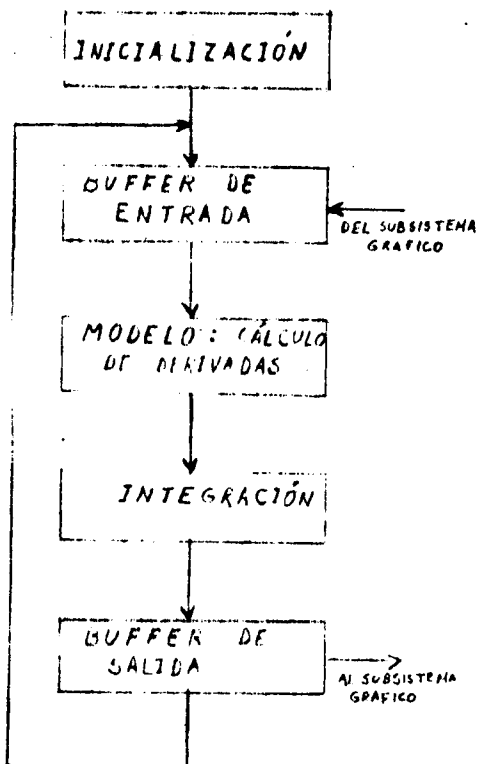 INICIALIZACIÓN
BUFFER DE
ENTRADA
DEL SUBSISTEMA
GRAFICO
MODELO: CÁLCULO
DE DERIVADAS
INTEGRACIÓN
BUFFER DE
SALIDA
AL SUBSISTEMA
GRAFICO